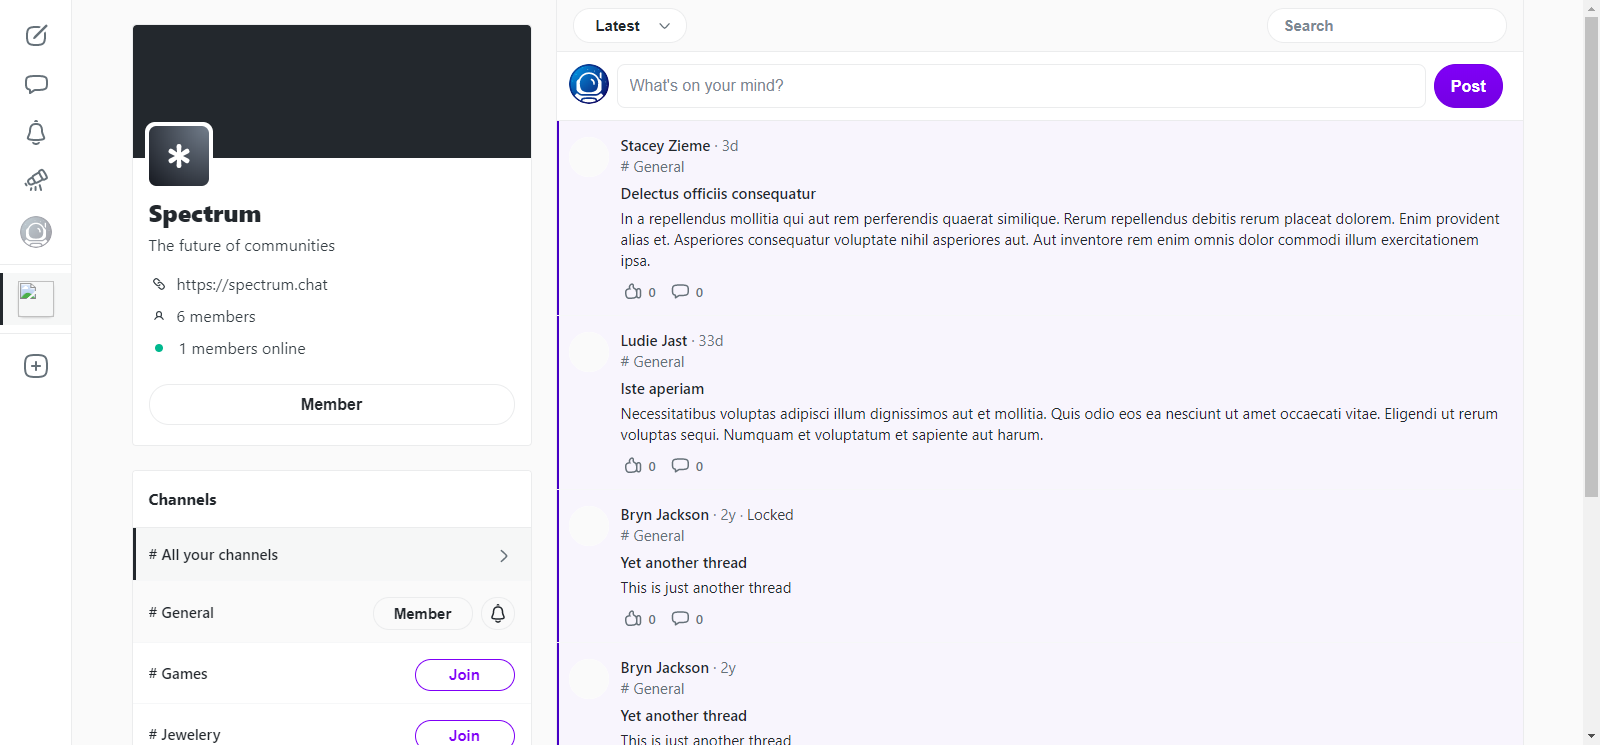 Spectrum
The future of communities
https://spectrum.chat
6 members
1 members online
Member
Channels
# All your channels
# General
Member
# Games
Join
# Jewelery
Join
Latest
Search
What's on your mind?
Post
Stacey Zieme · 3d
# General
Delectus officiis consequatur
In a repellendus mollitia qui aut rem perferendis quaerat similique. Rerum repellendus debitis rerum placeat dolorem. Enim provident
alias et. Asperiores consequatur voluptate nihil asperiores aut. Aut inventore rem enim omnis dolor commodi illum exercitationem
ipsa.
0 0
Ludie Jast · 33d
# General
Iste aperiam
Necessitatibus voluptas adipisci illum dignissimos aut et mollitia. Quis odio eos ea nesciunt ut amet occaecati vitae. Eligendi ut rerum
voluptas sequi. Numquam et voluptatum et sapiente aut harum.
0 0
Bryn Jackson · 2y · Locked
# General
Yet another thread
This is just another thread
0 0
Bryn Jackson · 2y
# General
Yet another thread
This is just another thread